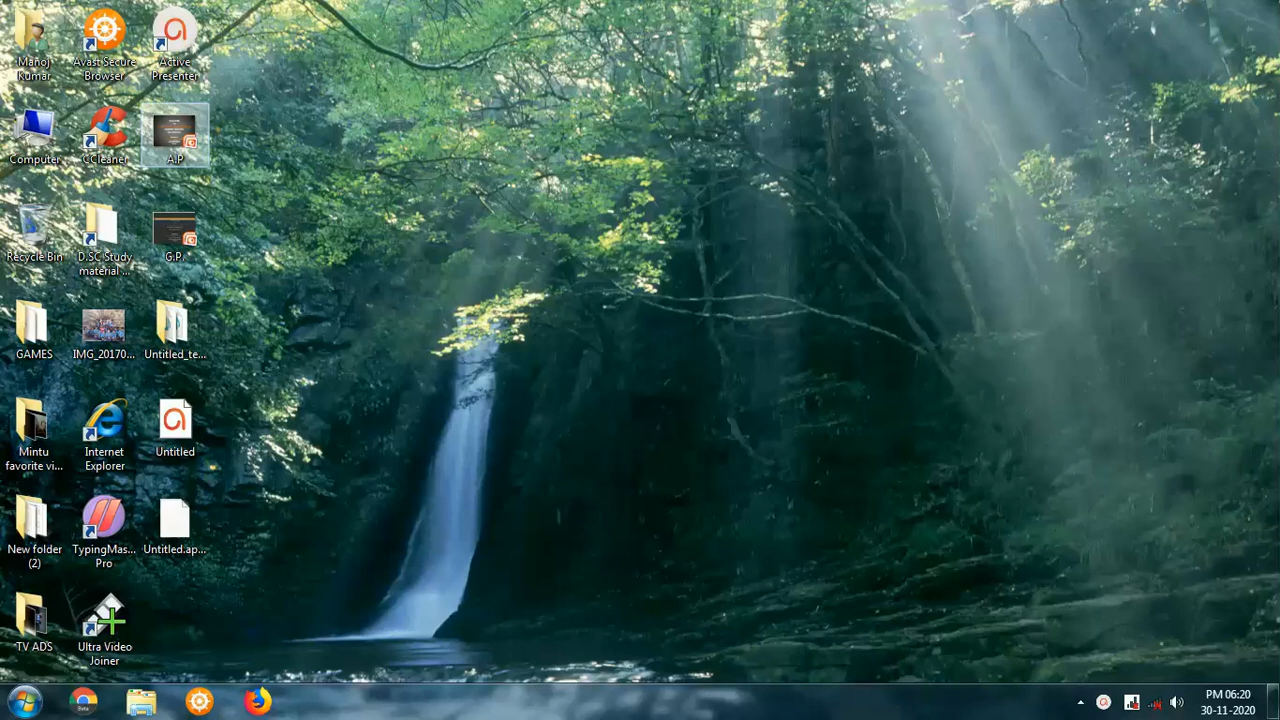 Manoj
Kumar
Avast Secure
Browser
Active
Presenter
Computer
CCleaner
A.P
Recycle Bin
D.SC Study
material ...
G.P.
GAMES
IMG_20170...
Untitled_te...
Mintu
favorite vi...
Internet
Explorer
Untitled
New folder
(2)
TypingMas...
Pro
Untitled.ap...
TV ADS
Ultra Video
Joiner
Beta
PM 06:20
30-11-2020